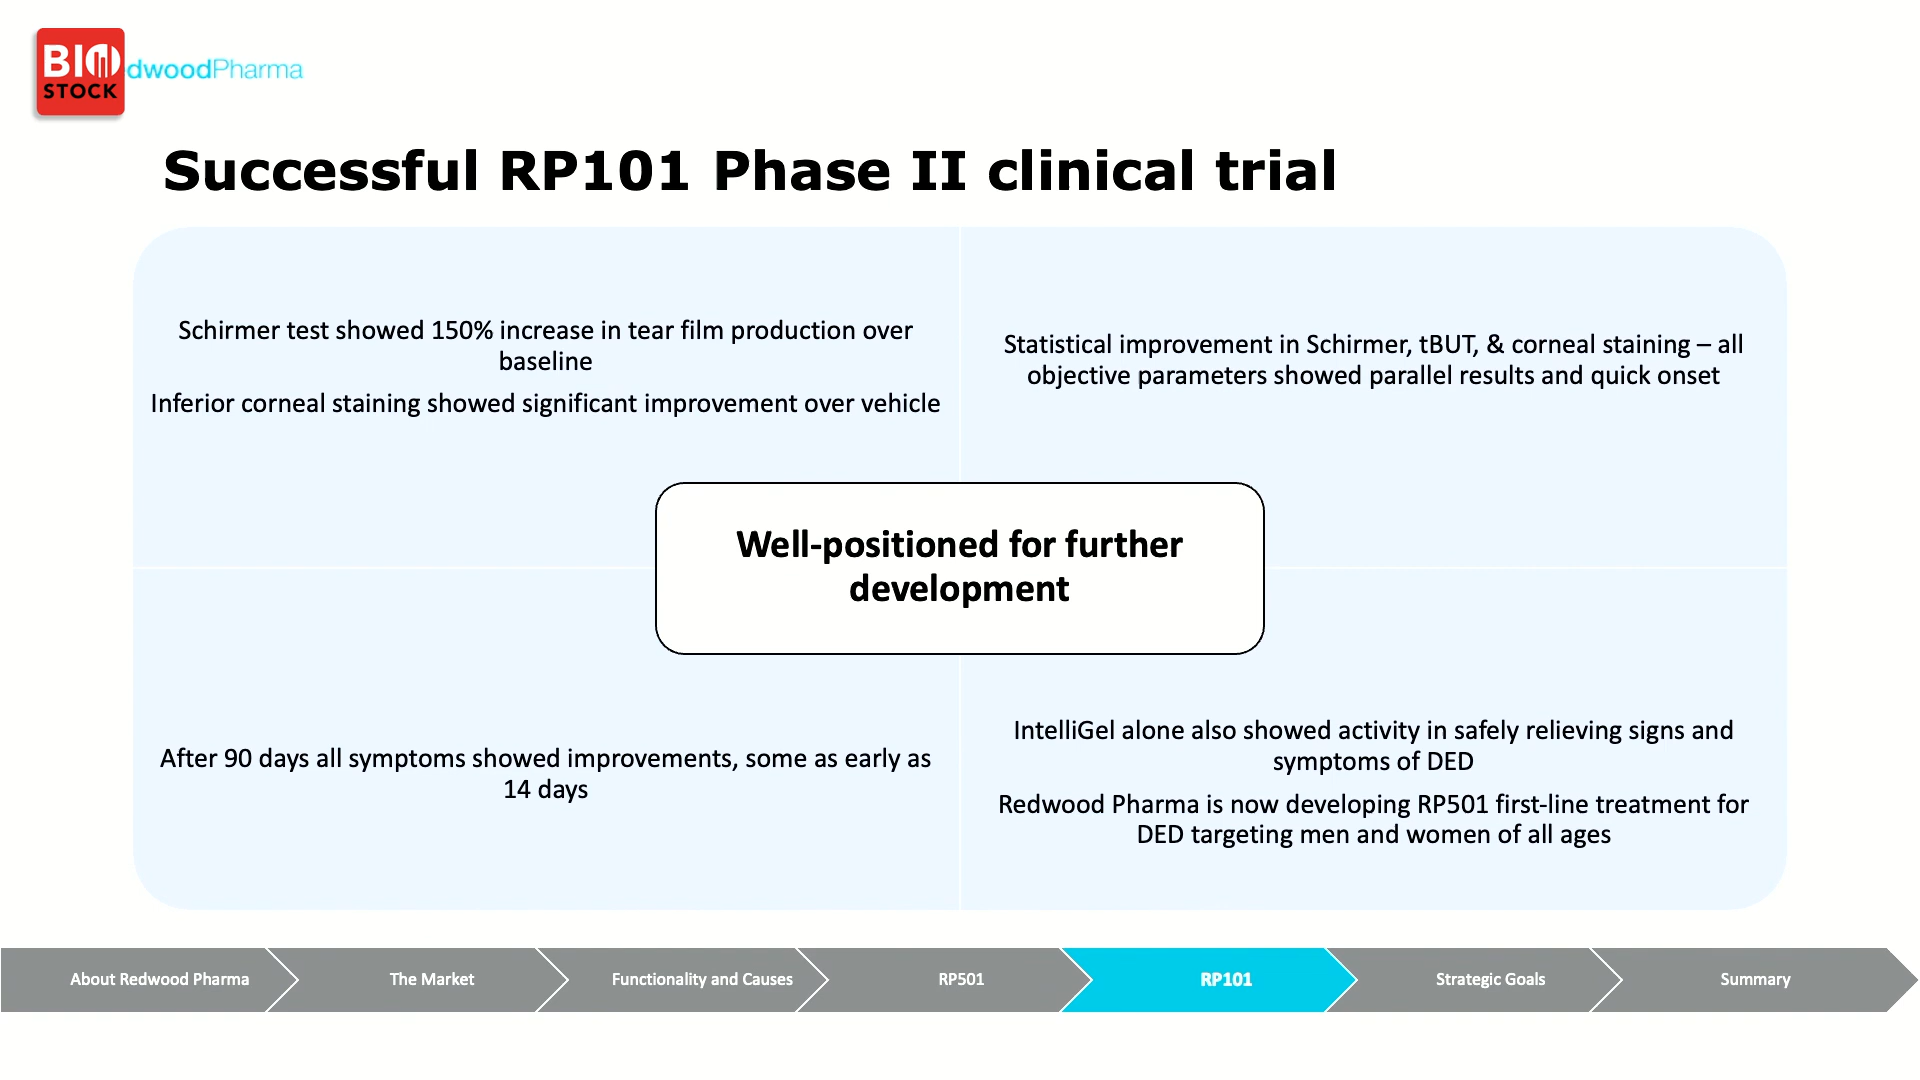 BIO
STOCK
dwoodPharma
Successful RP101 Phase II clinical trial
Schirmer test showed 150% increase in tear film production over
baseline
Inferior corneal staining showed significant improvement over vehicle
Statistical improvement in Schirmer, tBUT, & corneal staining – all
objective parameters showed parallel results and quick onset
Well-positioned for further
development
After 90 days all symptoms showed improvements, some as early as
14 days
IntelliGel alone also showed activity in safely relieving signs and
symptoms of DED
Redwood Pharma is now developing RP501 first-line treatment for
DED targeting men and women of all ages
About Redwood Pharma
The Market
Functionality and Causes
RP501
RP101
Strategic Goals
Summary